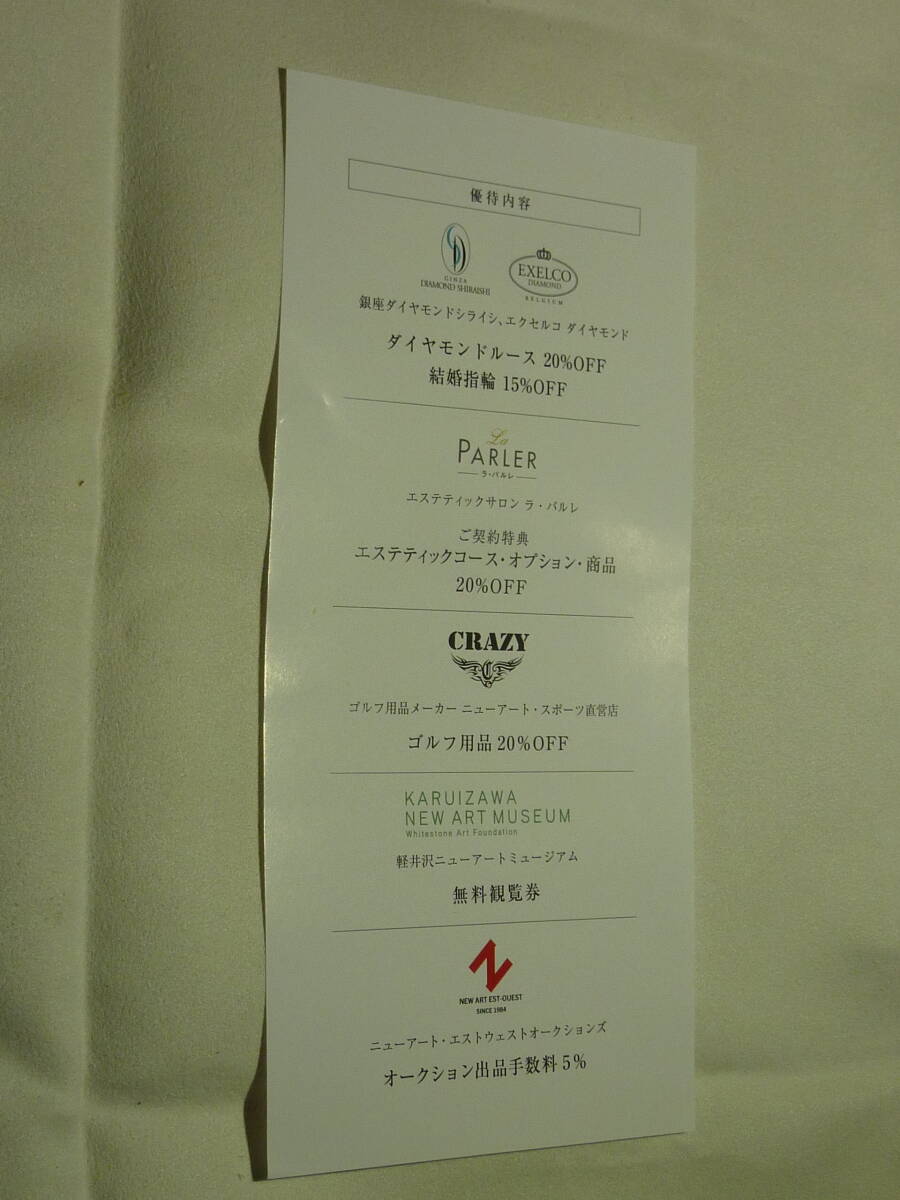 優待内容
GINZA
DIAMOND SHIRAISHI
EXELCO
DIAMOND
BELGIUM
銀座ダイヤモンドシライシ、エクセルコ ダイヤモンド
ダイヤモンドルース 20%OFF
結婚指輪 15%OFF
La
PARLER
ラ・パルレ
エステティックサロン ラ・パルレ
ご契約特典
エステティックコース・オプション・商品
20%OFF
CRAZY
C
ゴルフ用品メーカー ニューアート・スポーツ直営店
ゴルフ用品 20%OFF
KARUIZAWA
NEW ART MUSEUM
Whitestone Art Foundation
軽井沢ニューアートミュージアム
無料観覧券
NEW ART EST-OUEST
SINCE 1984
ニューアート・エストウェストオークションズ
オークション出品手数料 5%